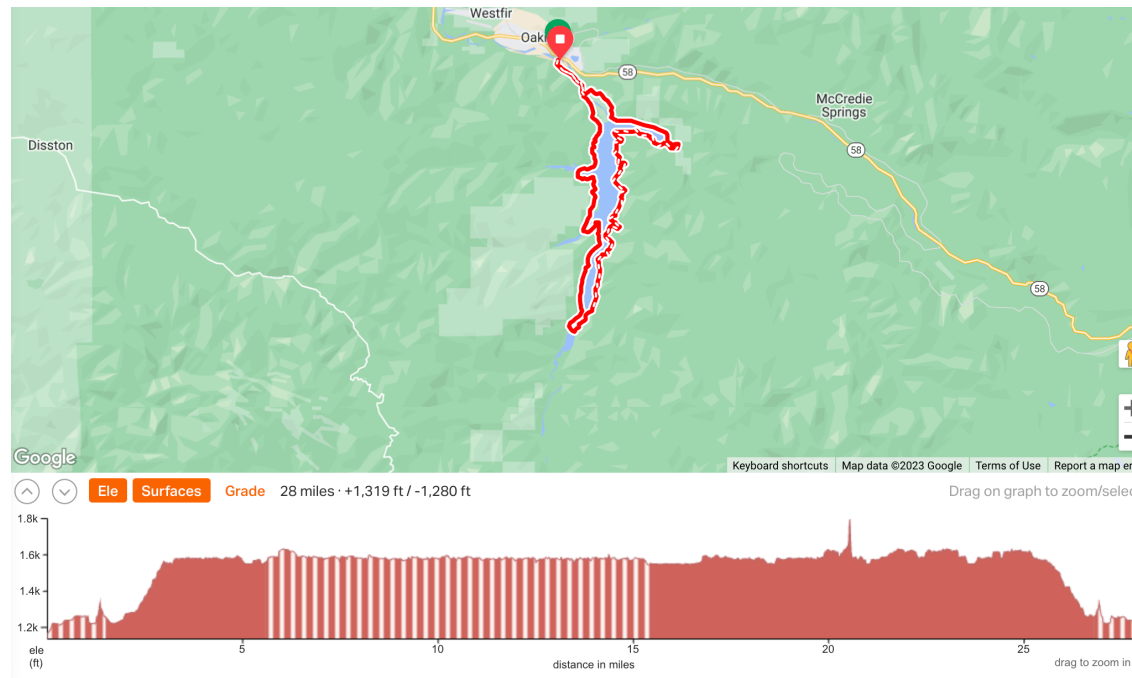 Westfir
Oak
58
McCredie
Springs
58
Disston
58
Google
Keyboard shortcuts
Map data ©2023 Google
Terms of Use
Report a map er
Ele
Surfaces
Grade
28 miles · +1,319 ft / -1,280 ft
Drag on graph to zoom/selec
1.8k
1.6k
1.4k
1.2k
ele
(ft)
5
10
15
20
25
distance in miles
drag to zoom in